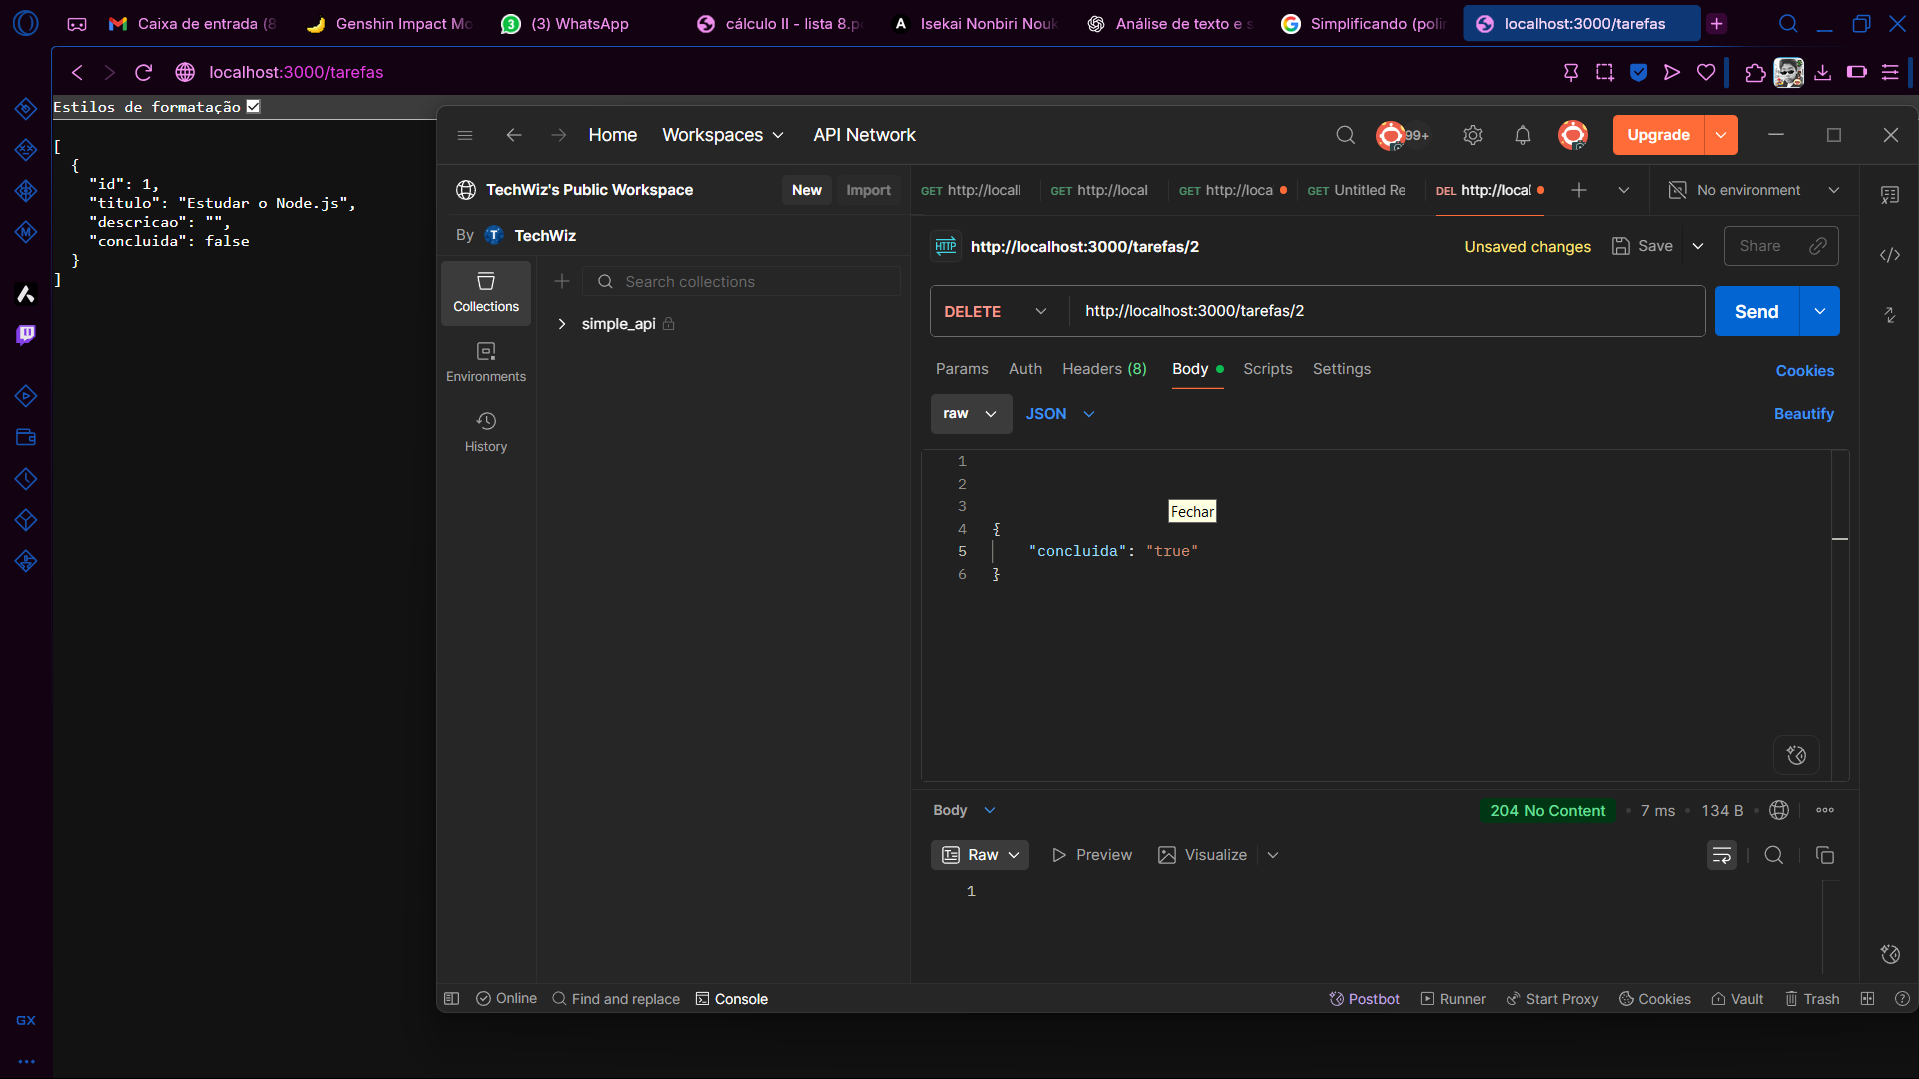 Caixa de entrada (8
Genshin Impact Mo
3 (3) WhatsApp
cálculo II - lista 8.p
A Isekai Nonbiri Nouk
Análise de texto e s
Simplificando (polin
localhost:3000/tarefas
localhost:3000/tarefas
Estilos de formatação
[
{
"id": 1,
"titulo": "Estudar o Node.js",
"descricao": "",
"concluida": false
}
]
Home Workspaces API Network
99+
Upgrade
TechWiz's Public Workspace
New Import
By T TechWiz
Collections
Environments
History
Search collections
simple_api
GET http://locall
GET http://local
GET http://loca
GET Untitled Re
DEL http://local
No environment
HTTP http://localhost:3000/tarefas/2
Unsaved changes Save Share
DELETE http://localhost:3000/tarefas/2 Send
Params Auth Headers (8) Body Scripts Settings Cookies
raw JSON Beautify
1
2
3
Fechar
4 {
5 "concluida": "true"
6 }
Body 204 No Content • 7 ms • 134 B
Raw Preview Visualize
1
Online Find and replace Console Postbot Runner Start Proxy Cookies Vault Trash
GX